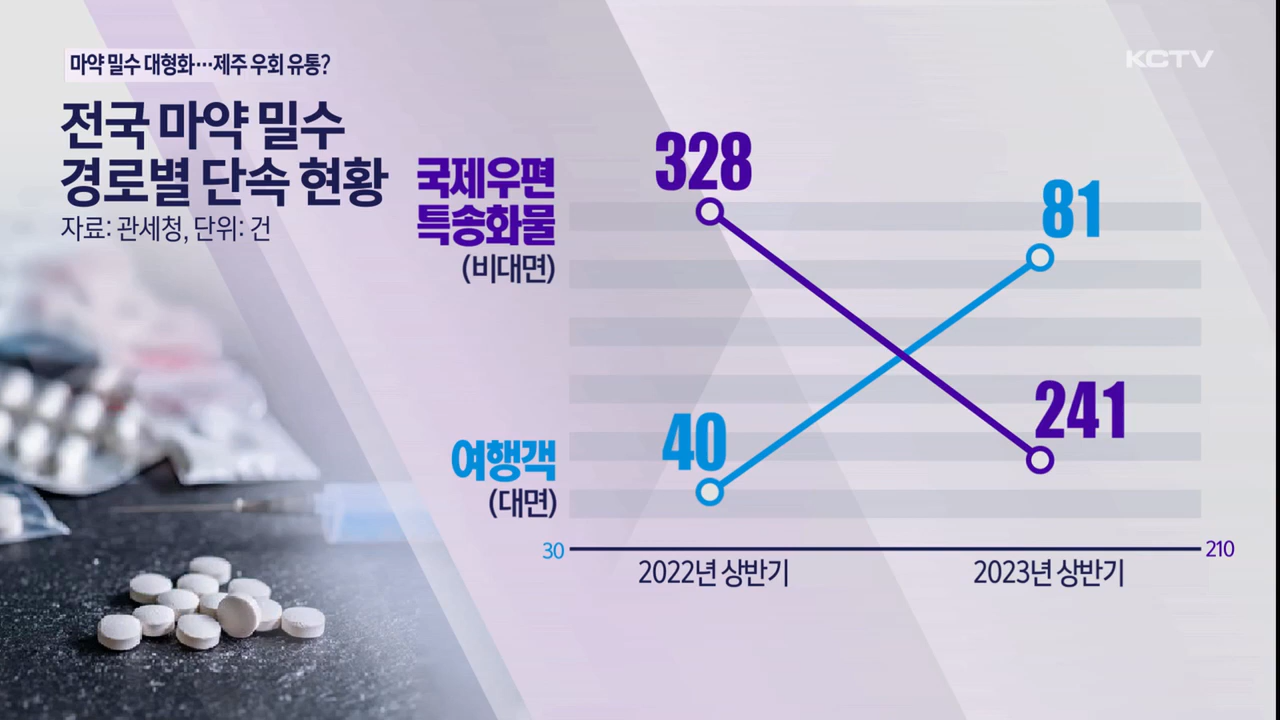 마약 밀수 대형화…제주 우회 유통?
KCTV
전국 마약 밀수
경로별 단속 현황
자료: 관세청, 단위: 건
국제우편
특송화물
(비대면)
328
81
여행객
(대면)
40
241
30
210
2022년 상반기
2023년 상반기